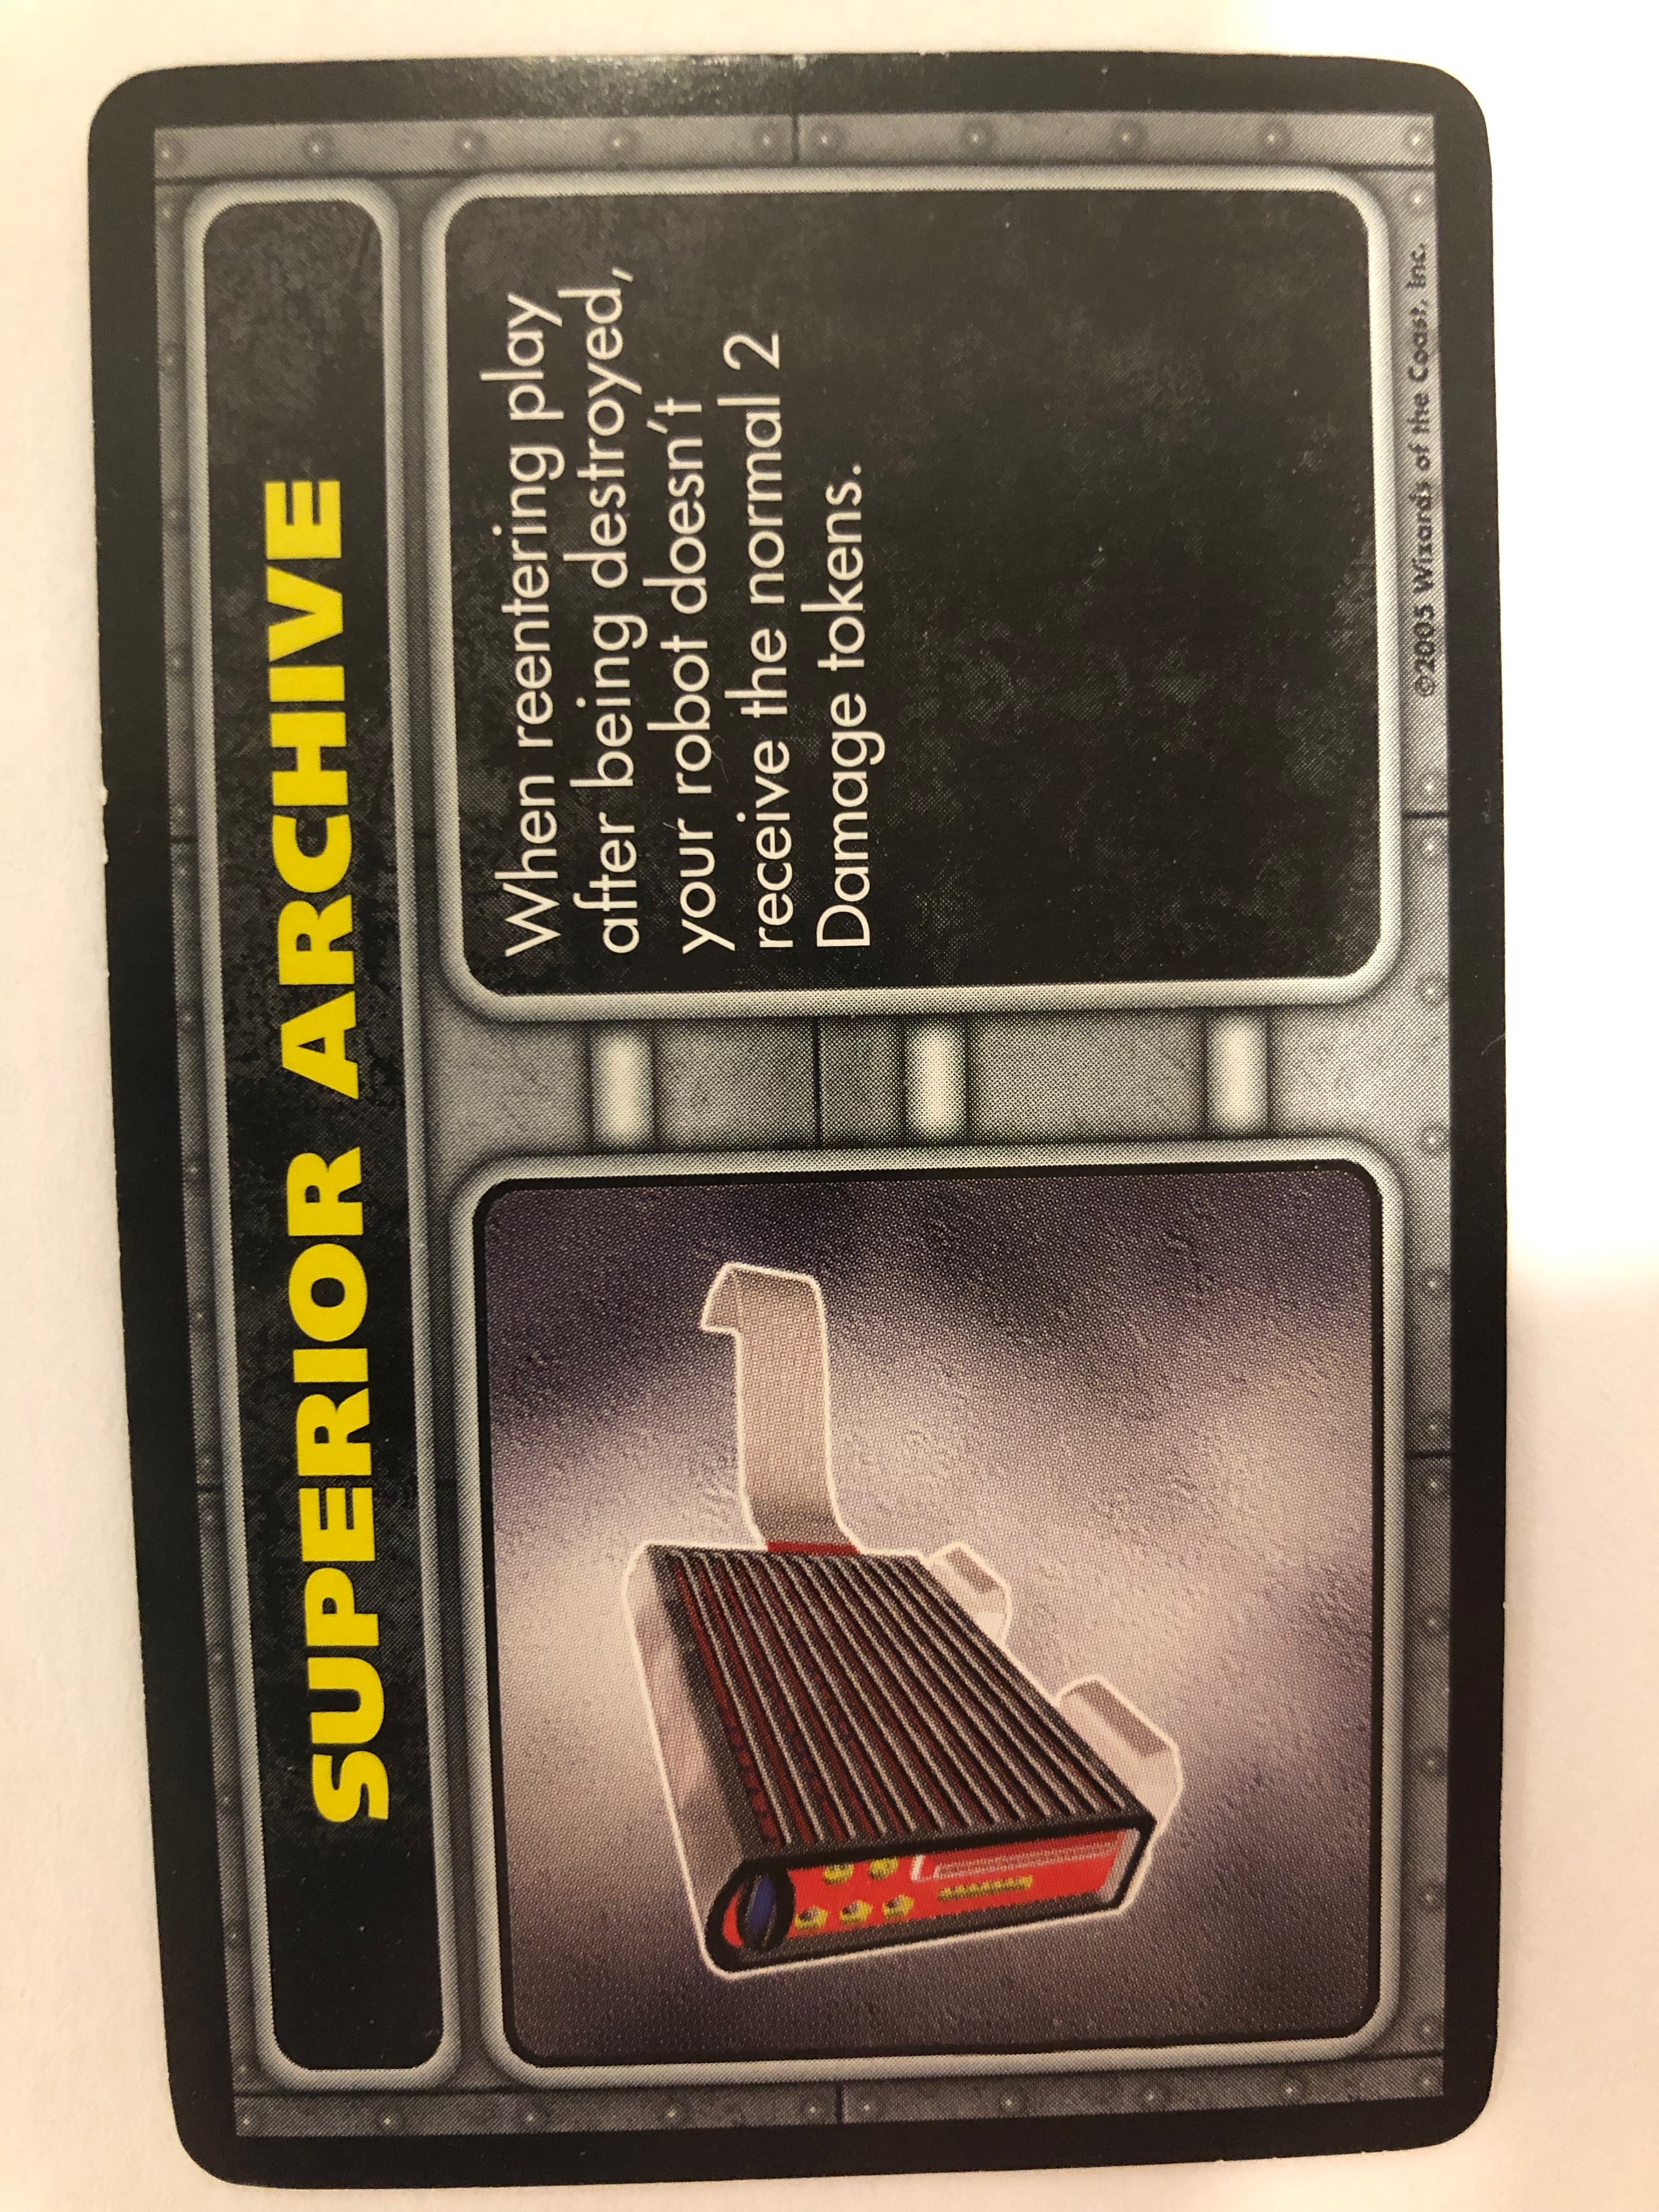 SUPERIOR ARCHIVE
When reentering play
after being destroyed,
your robot doesn't
receive the normal 2
Damage tokens.
©2005 Wizards of the Coast, Inc.